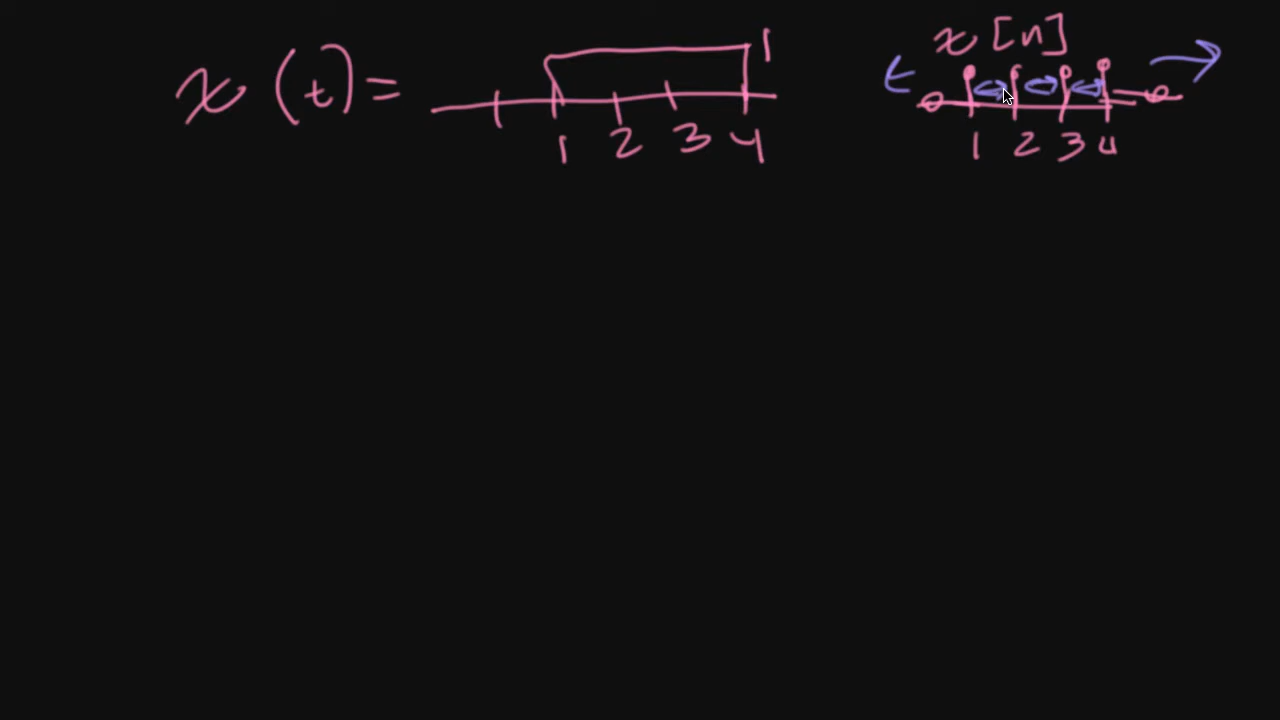 x (t) =
1
1 2 3 4
x [n]
1 2 3 4